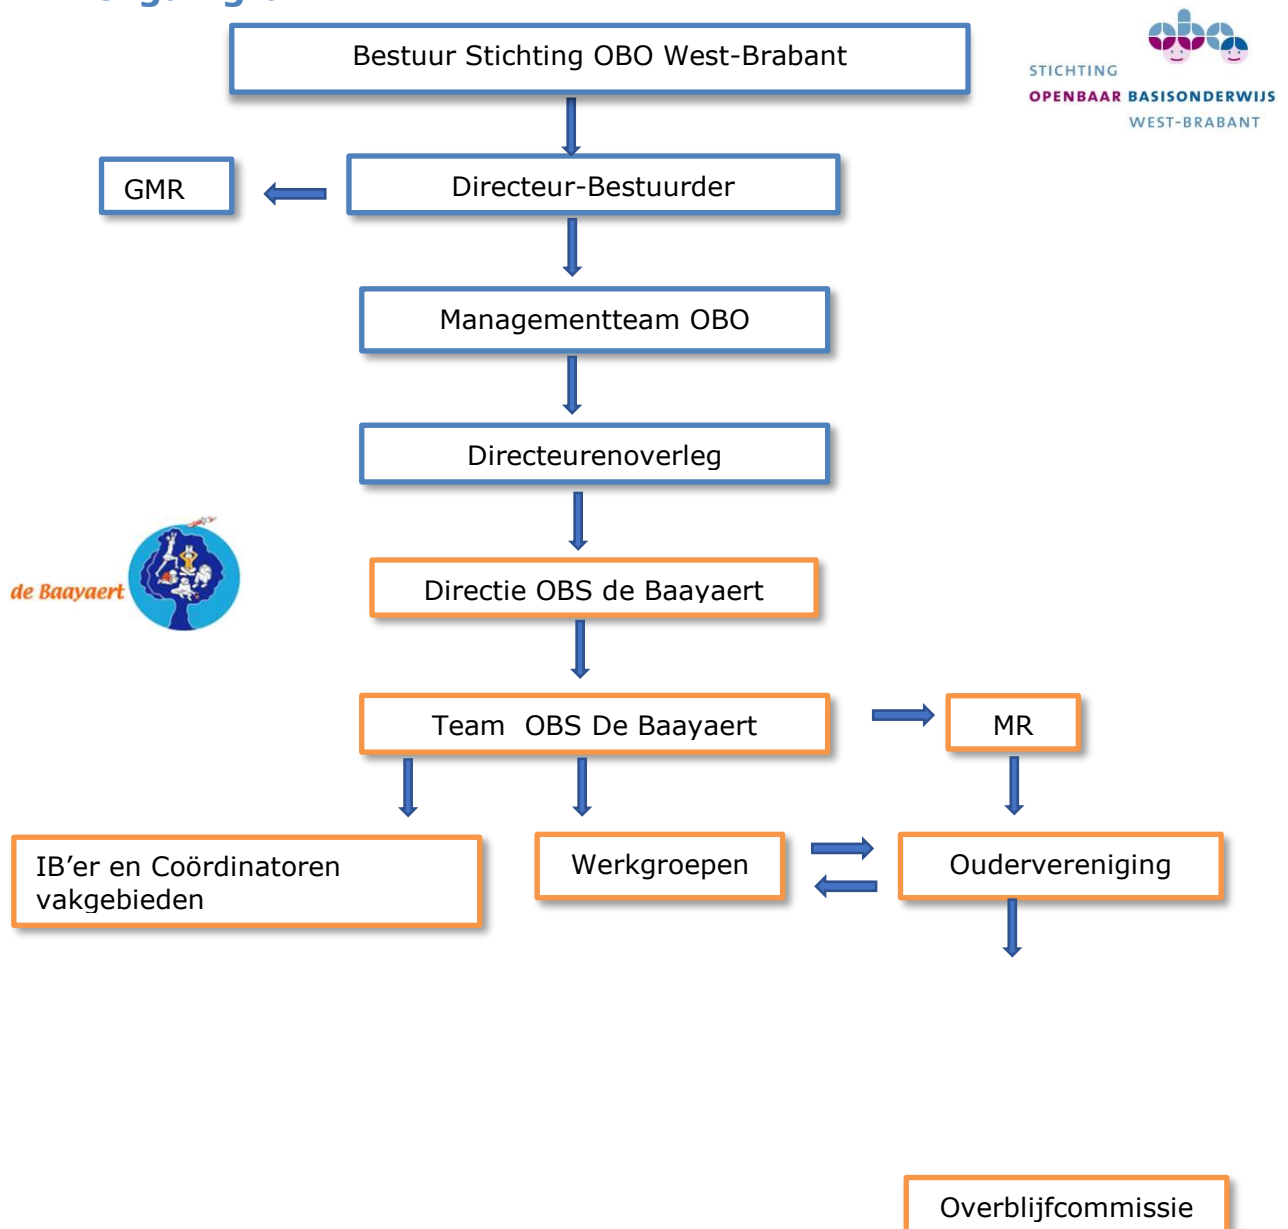 Bestuur Stichting OBO West-Brabant
STICHTING
OPENBAAR BASISONDERWIJS
WEST-BRABANT
GMR
Directeur-Bestuurder
Managementteam OBO
Directeurenoverleg
de Baayaert
Directie OBS de Baayaert
Team OBS De Baayaert
MR
IB’er en Coördinatoren
vakgebieden
Werkgroepen
Oudervereniging
Overblijfcommissie